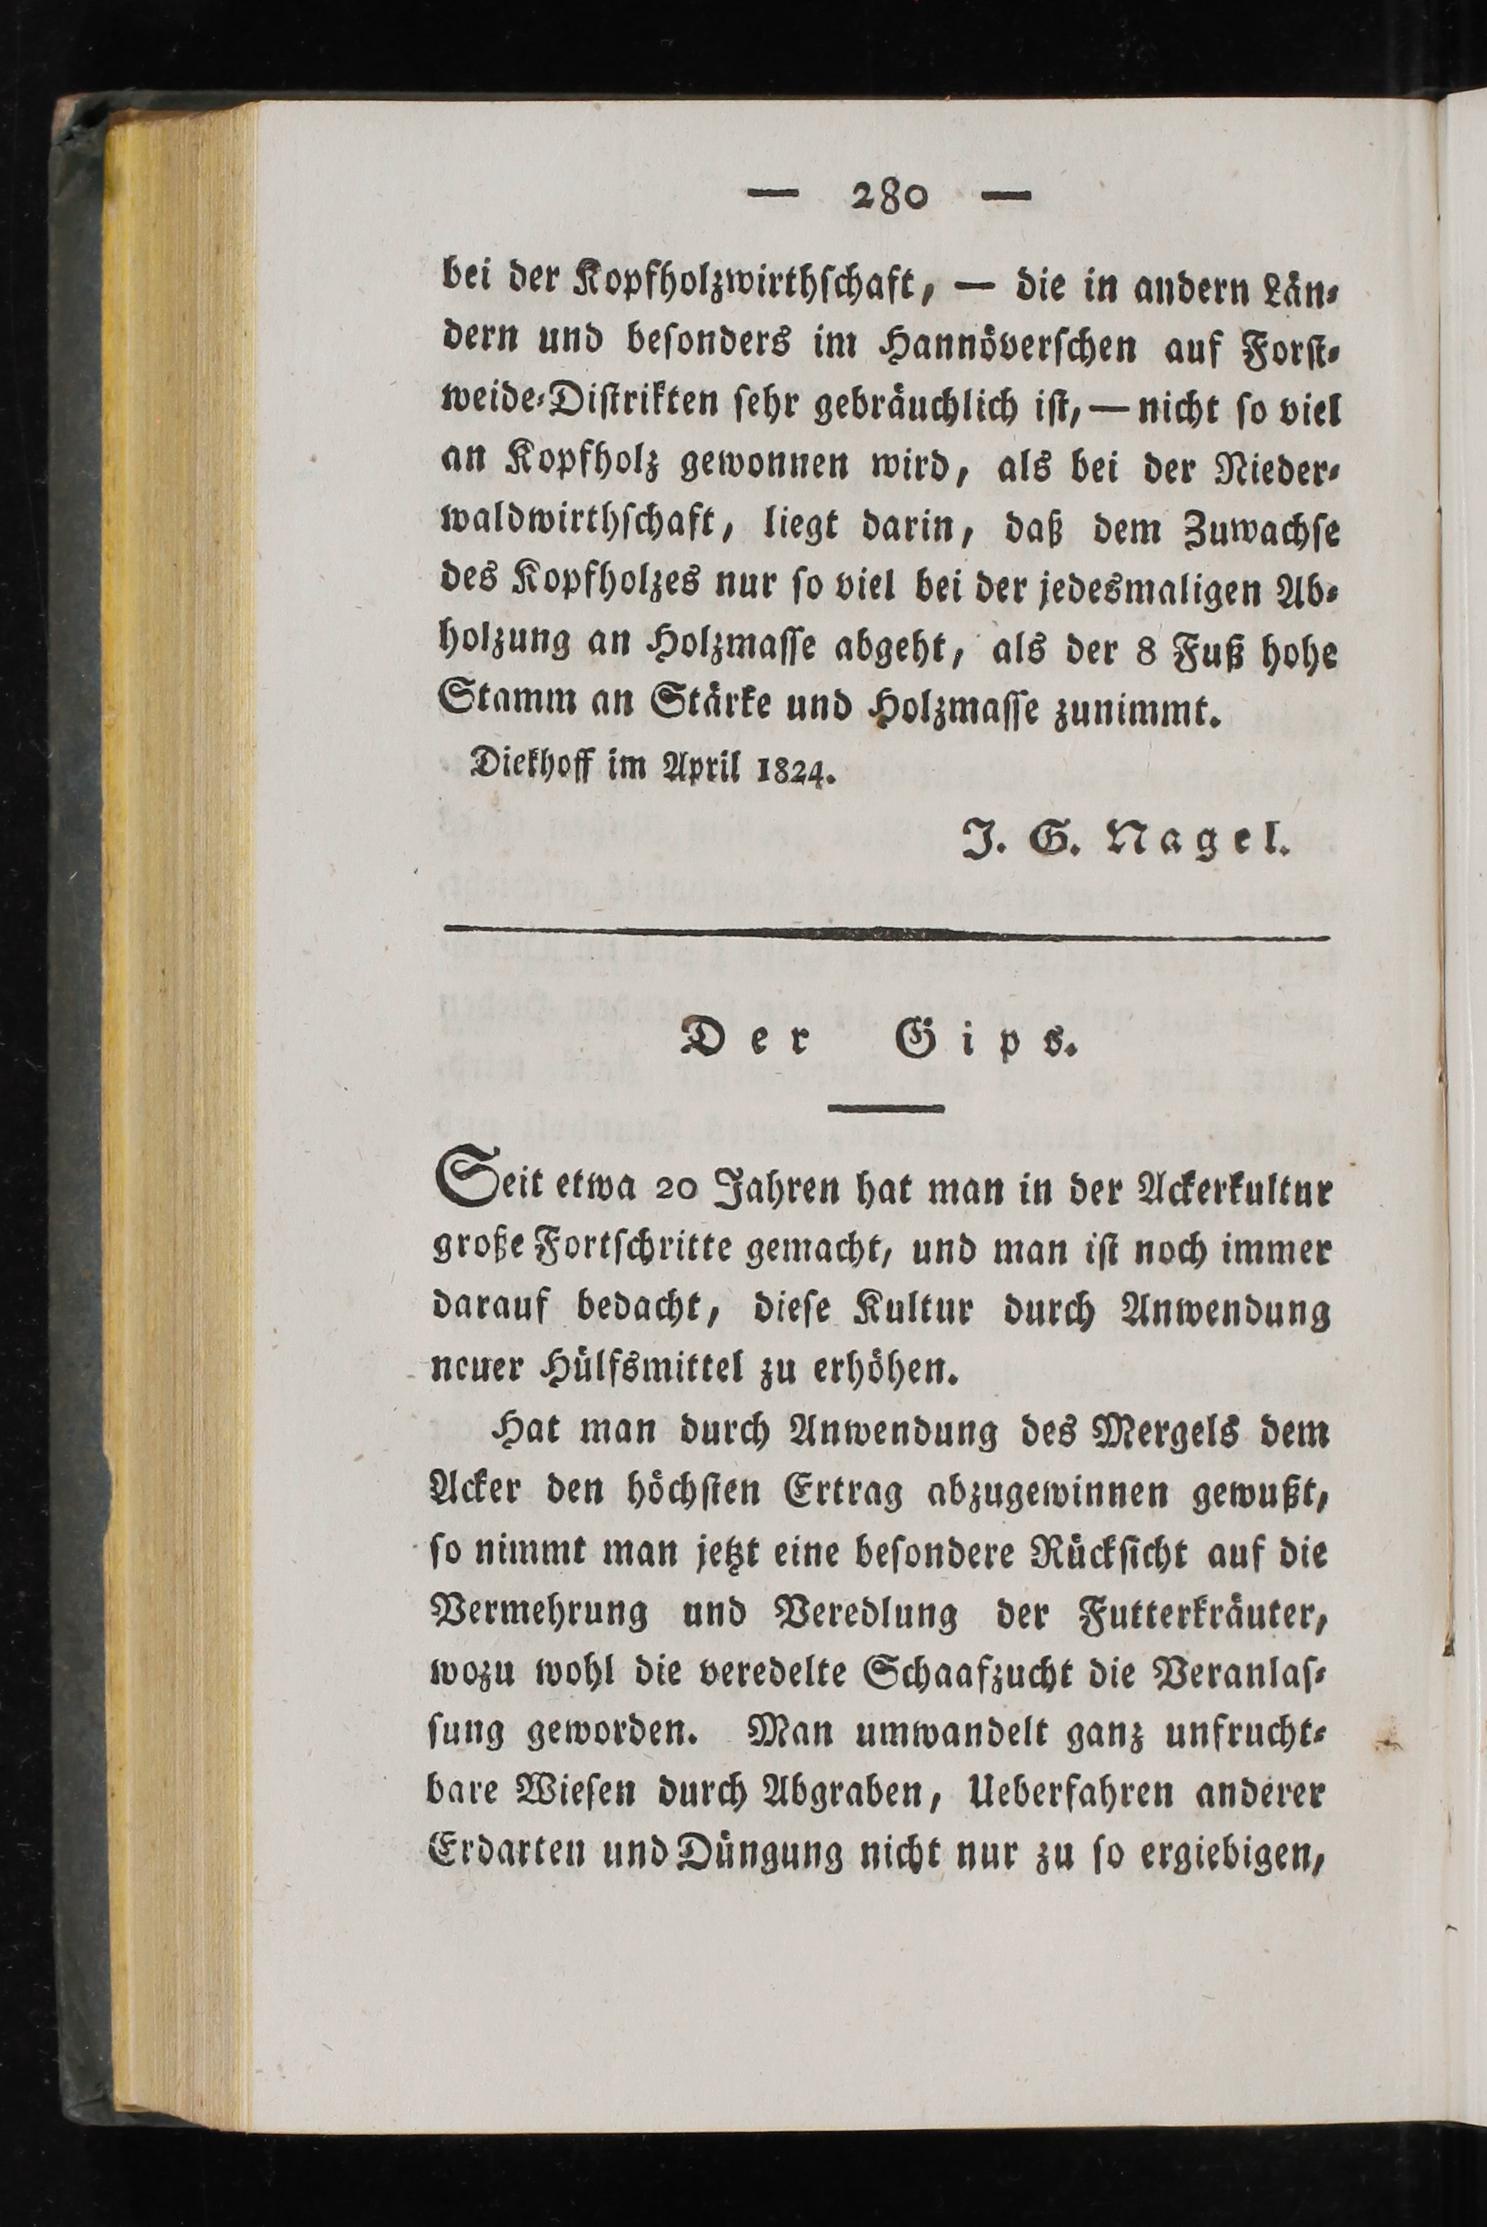 — 280 —
bei der Kopfholzwirthſchaft, — die in andern Län⸗
dern und beſonders im Hannöverſchen auf Forſt⸗
weide⸗Diſtrikten ſehr gebräuchlich iſt, — nicht ſo viel
an Kopfholz gewonnen wird, als bei der Nieder⸗
waldwirthſchaft, liegt darin, daß dem Zuwachſe
des Kopfholzes nur ſo viel bei der jedesmaligen Ab⸗
holzung an Holzmaſſe abgeht, als der 8 Fuß hohe
Stamm an Stärke und Holzmaſſe zunimmt.
Diekhoff im April 1824.
J. G. Nagel.
Der Gips.
Seit etwa 20 Jahren hat man in der Ackerkultur
große Fortſchritte gemacht, und man iſt noch immer
darauf bedacht, dieſe Kultur durch Anwendung
neuer Hülfsmittel zu erhöhen.
Hat man durch Anwendung des Mergels dem
Acker den höchſten Ertrag abzugewinnen gewußt,
ſo nimmt man jetzt eine beſondere Rückſicht auf die
Vermehrung und Veredlung der Futterkräuter,
wozu wohl die veredelte Schaafzucht die Veranlaſ⸗
ſung geworden. Man umwandelt ganz unfrucht⸗
bare Wieſen durch Abgraben, Ueberfahren anderer
Erdarten und Düngung nicht nur zu ſo ergiebigen,